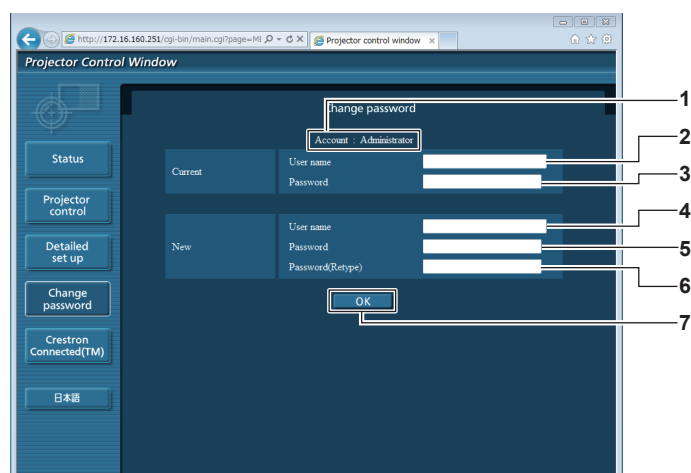 http://172.16.160.251/cgi-bin/main.cgi?page=MI
Projector control window
Projector Control Window
Change password
1
Account : Administrator
2
Status
Current
User name
Password
3
Projector
control
4
User name
Detailed
set up
New
Password
5
Password(Retype)
6
Change
password
OK
7
Crestron
Connected(TM)
日本語